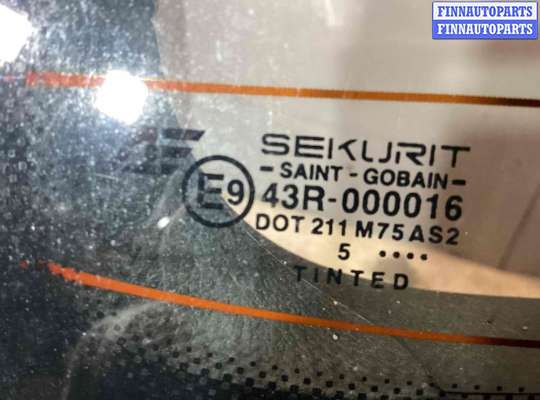 FINNAUTOPARTS
FINNAUTOPARTS
SEKURIT
- SAINT - GOBAIN -
E9 43R-000016
DOT 211 M75 AS2
5 ····
TINTED